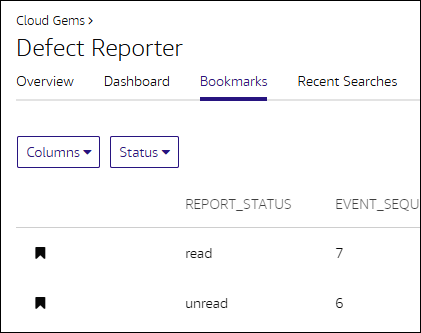 Cloud Gems >
Defect Reporter
Overview Dashboard Bookmarks Recent Searches
Columns Status
REPORT_STATUS EVENT_SEQU
read 7
unread 6